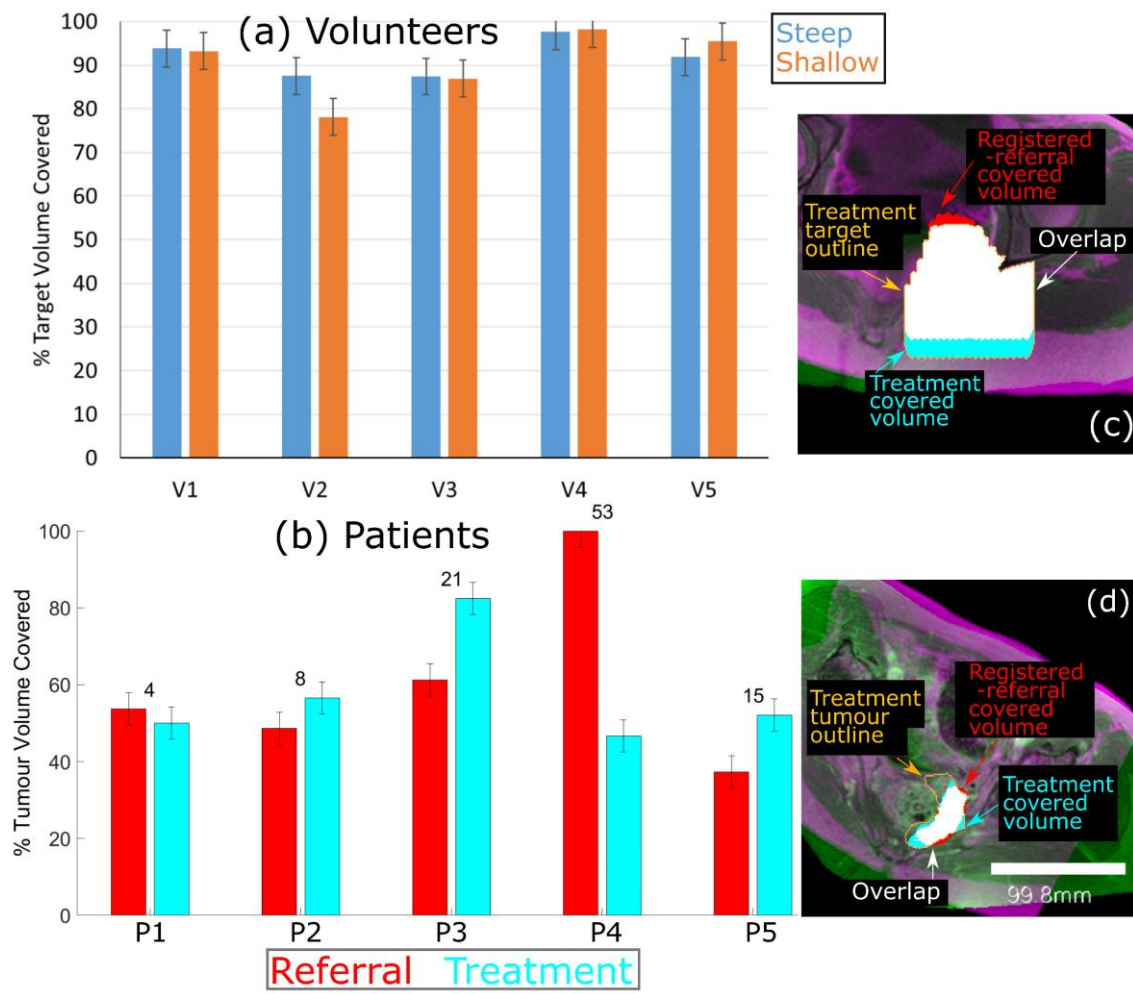 (a) Volunteers
Steep
Shallow
% Target Volume Covered
100
90
80
70
60
50
40
30
20
10
0
V1 V2 V3 V4 V5
Registered
-referral
covered
volume
Treatment
target
outline
Overlap
Treatment
covered
volume
(c)
(b) Patients
% Tumour Volume Covered
100
80
60
40
20
0
4
8
21
53
15
P1 P2 P3 P4 P5
Referral Treatment
(d)
Registered
-referral
covered
volume
Treatment
tumour
outline
Treatment
covered
volume
Overlap
99.8mm